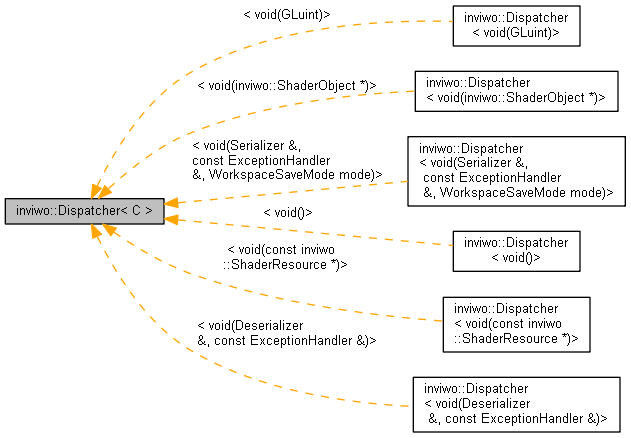 < void(GLuint)>
inviwo::Dispatcher
< void(GLuint)>
< void(inviwo::ShaderObject *)>
inviwo::Dispatcher
< void(inviwo::ShaderObject *)>
< void(Serializer &,
const ExceptionHandler
&, WorkspaceSaveMode mode)>
inviwo::Dispatcher
< void(Serializer &,
const ExceptionHandler
&, WorkspaceSaveMode mode)>
inviwo::Dispatcher< C >
< void()>
inviwo::Dispatcher
< void()>
< void(const inviwo
::ShaderResource *)>
inviwo::Dispatcher
< void(const inviwo
::ShaderResource *)>
< void(Deserializer
&, const ExceptionHandler &)>
inviwo::Dispatcher
< void(Deserializer
&, const ExceptionHandler &)>